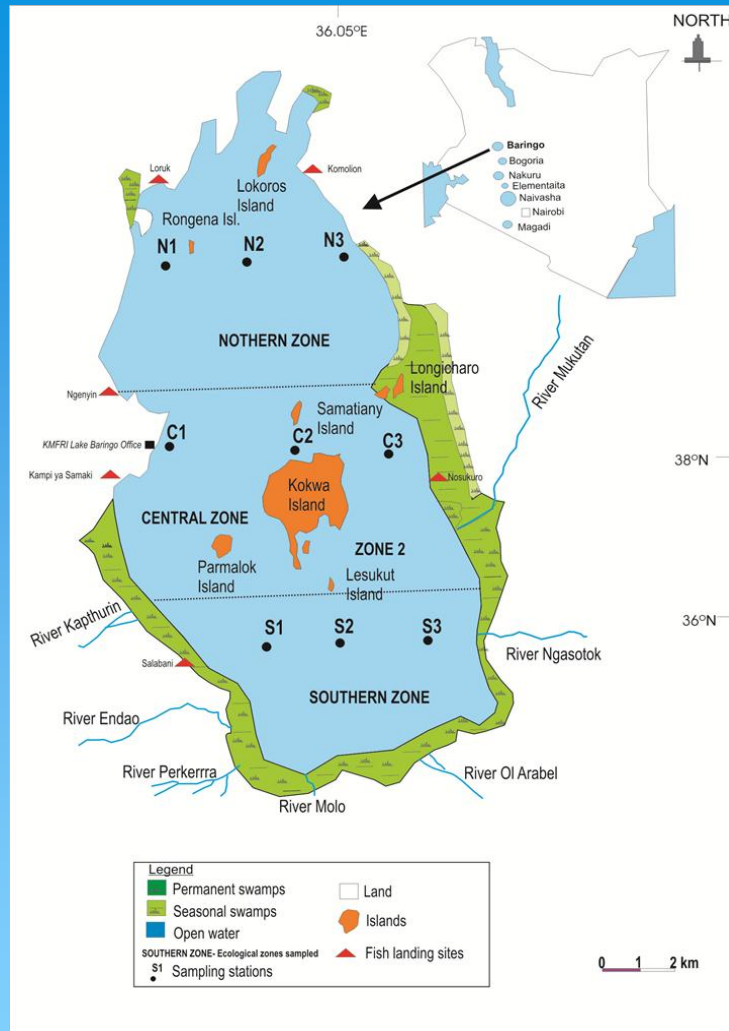 36.05ºE
NORTH
Baringo
Bogoria
Nakuru
Elementaita
Naivasha
Nairobi
Magadi
Loruk
Komolion
Lokoros
Island
Rongena Isl.
N1
N2
N3
NOTHERN ZONE
Longicharo
Island
River Mukutan
Ngenyin
Samatiany
Island
KMFRI Lake Baringo Office
C1
C2
C3
38ºN
Kampi ya Samaki
Nosukuro
Kokwa
Island
CENTRAL ZONE
ZONE 2
Parmalok
Island
Lesukut
Island
36ºN
River Kapthurin
S1
S2
S3
River Ngasotok
Salabani
SOUTHERN ZONE
River Endao
River Perkerrra
River Ol Arabel
River Molo
Legend
Permanent swamps
Seasonal swamps
Open water
SOUTHERN ZONE- Ecological zones sampled
S1 Sampling stations
Land
Islands
Fish landing sites
0 1 2 km